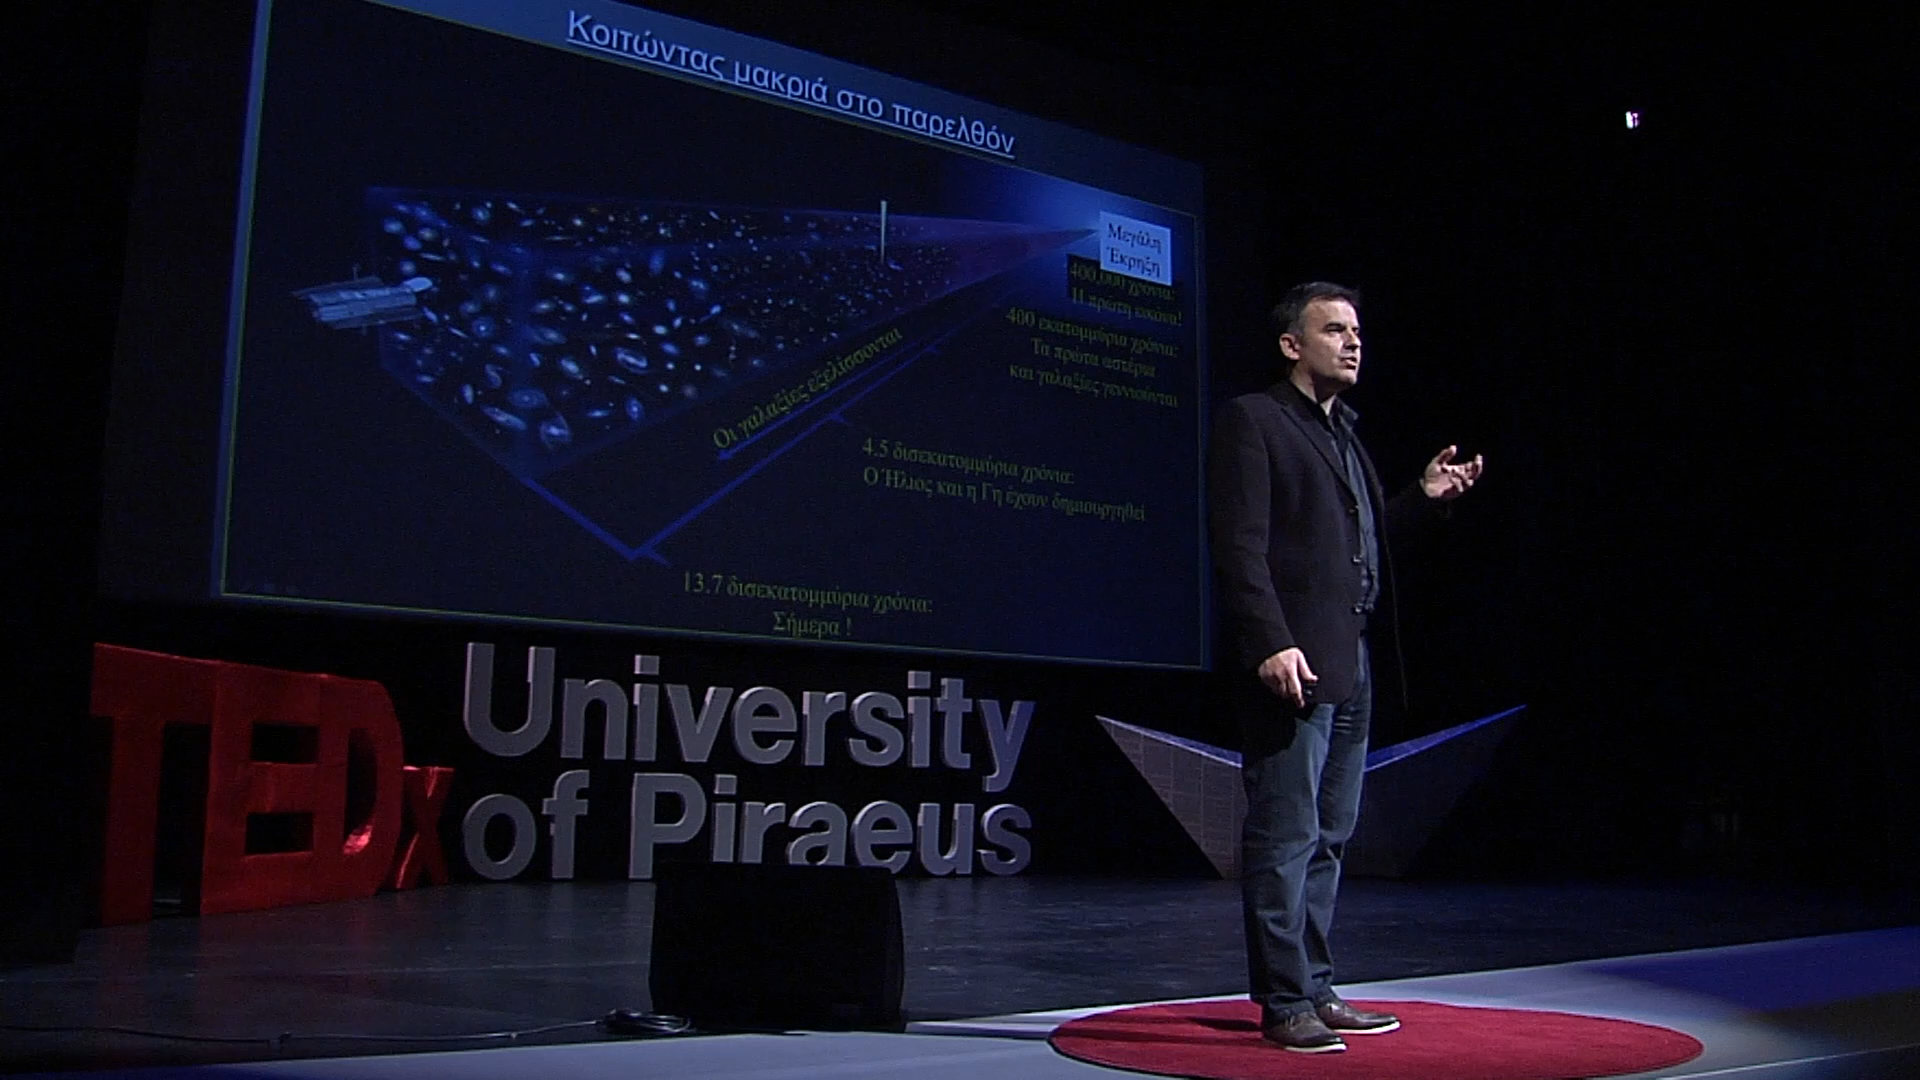 Κοιτώντας μακριά στο παρελθόν
Μεγάλη
Έκρηξη
400,000 χρόνια:
Η πρώτη εικόνα!
400 εκατομμύρια χρόνια:
Τα πρώτα αστέρια
και γαλαξίες γεννιούνται
Οι γαλαξίες εξελίσσονται
4.5 δισεκατομμύρια χρόνια:
Ο Ήλιος και η Γη έχουν δημιουργηθεί
13.7 δισεκατομμύρια χρόνια:
Σήμερα !
TEDx
University
of Piraeus